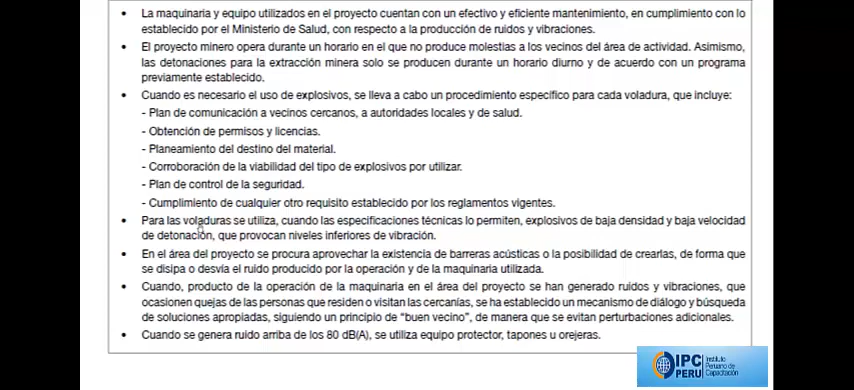 • La maquinaria y equipo utilizados en el proyecto cuentan con un efectivo y eficiente mantenimiento, en cumplimiento con lo
establecido por el Ministerio de Salud, con respecto a la producción de ruidos y vibraciones.
• El proyecto minero opera durante un horario en el que no produce molestias a los vecinos del área de actividad. Asimismo,
las detonaciones para la extracción minera solo se producen durante un horario diurno y de acuerdo con un programa
previamente establecido.
• Cuando es necesario el uso de explosivos, se lleva a cabo un procedimiento específico para cada voladura, que incluye:
- Plan de comunicación a vecinos cercanos, a autoridades locales y de salud.
- Obtención de permisos y licencias.
- Planeamiento del destino del material.
- Corroboración de la viabilidad del tipo de explosivos por utilizar.
- Plan de control de la seguridad.
- Cumplimiento de cualquier otro requisito establecido por los reglamentos vigentes.
• Para las voladuras se utiliza, cuando las especificaciones técnicas lo permiten, explosivos de baja densidad y baja velocidad
de detonación, que provocan niveles inferiores de vibración.
• En el área del proyecto se procura aprovechar la existencia de barreras acústicas o la posibilidad de crearlas, de forma que
se disipa o desvía el ruido producido por la operación y de la maquinaria utilizada.
• Cuando, producto de la operación de la maquinaria en el área del proyecto se han generado ruidos y vibraciones, que
ocasionen quejas de las personas que residen o visitan las cercanías, se ha establecido un mecanismo de diálogo y búsqueda
de soluciones apropiadas, siguiendo un principio de “buen vecino”, de manera que se evitan perturbaciones adicionales.
• Cuando se genera ruido arriba de los 80 dB(A), se utiliza equipo protector, tapones u orejeras.
IPC
PERU
Instituto
Peruano de
Capacitación